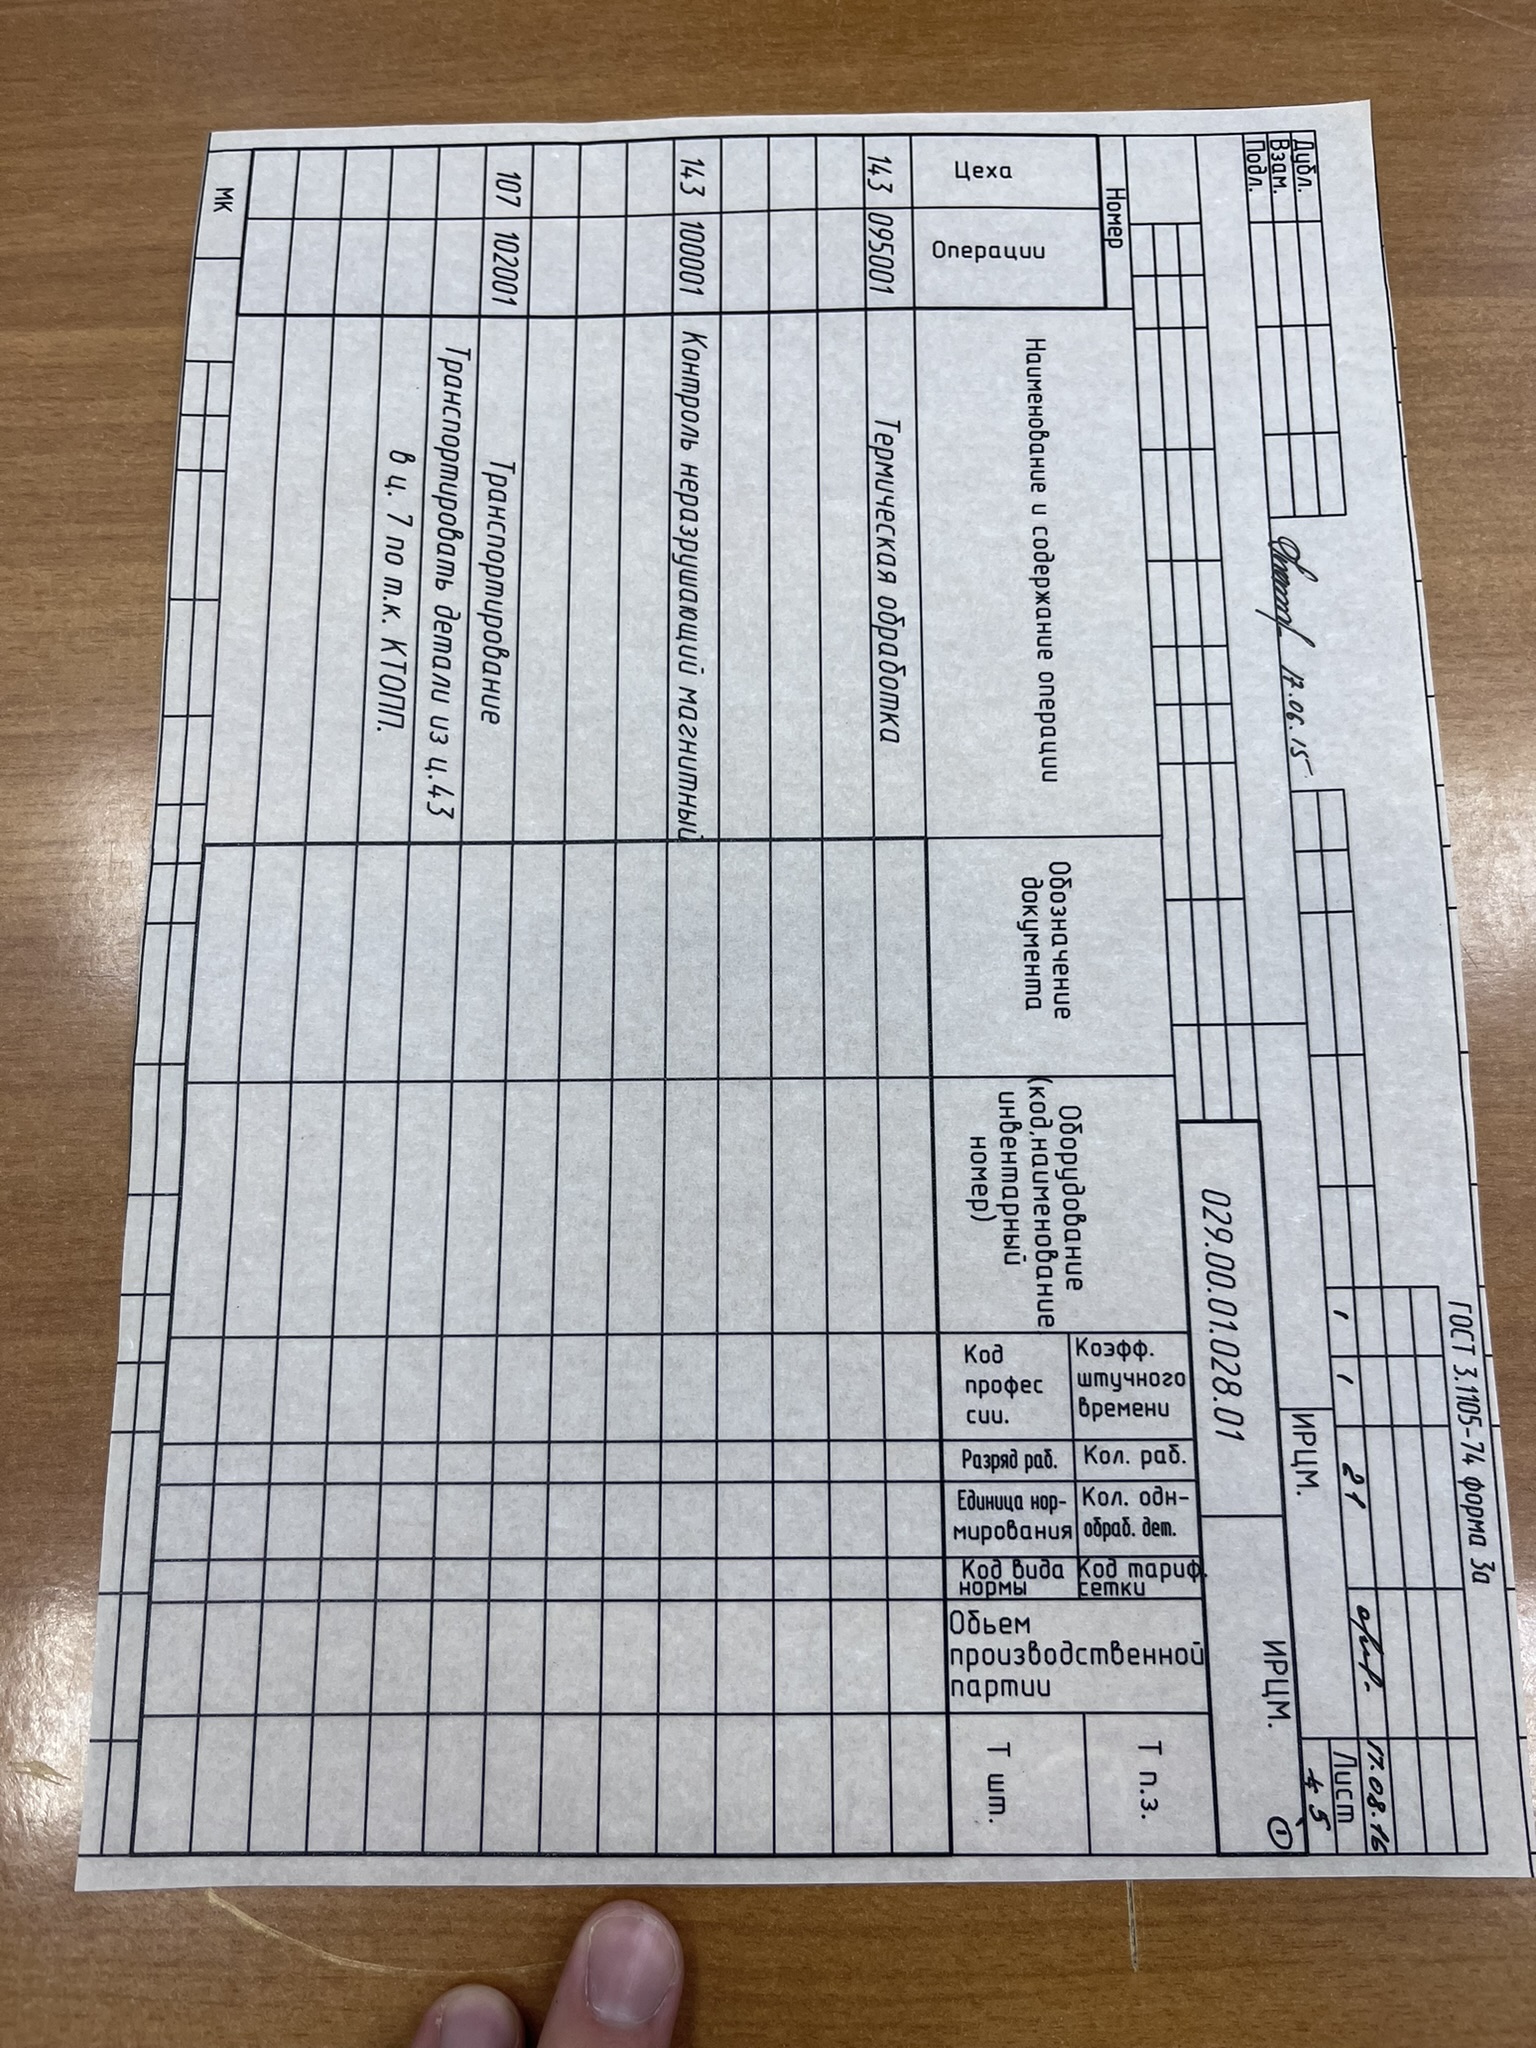 ГОСТ 3.1105-74 форма 3а
1 1 21 17.08.16
Дубл.
Взам.
Подл.
17.06.15
Лист
5
ИРЦМ.
ИРЦМ.
1
029.00.01.028.01
Номер
Цеха
Операции
Наименование и содержание операции
Обозначение
документа
Оборудование
(код,наименование
инвентарный
номер)
Коэфф.
штучного
времени
Код
профес
сии.
Кол. раб.
Разряд раб.
Кол. одн-
обраб. дет.
Единица нор-
мирования
Код тариф.
сетки
Код вида
нормы
Объем
производственной
партии
Т п.з.
Т шт.
143 095001 Термическая обработка
143 100001 Контроль неразрушающий магнитный
107 102001 Транспортирование
Транспортировать детали из ц.43
в ц. 7 по т.к. КТОПП.
МК